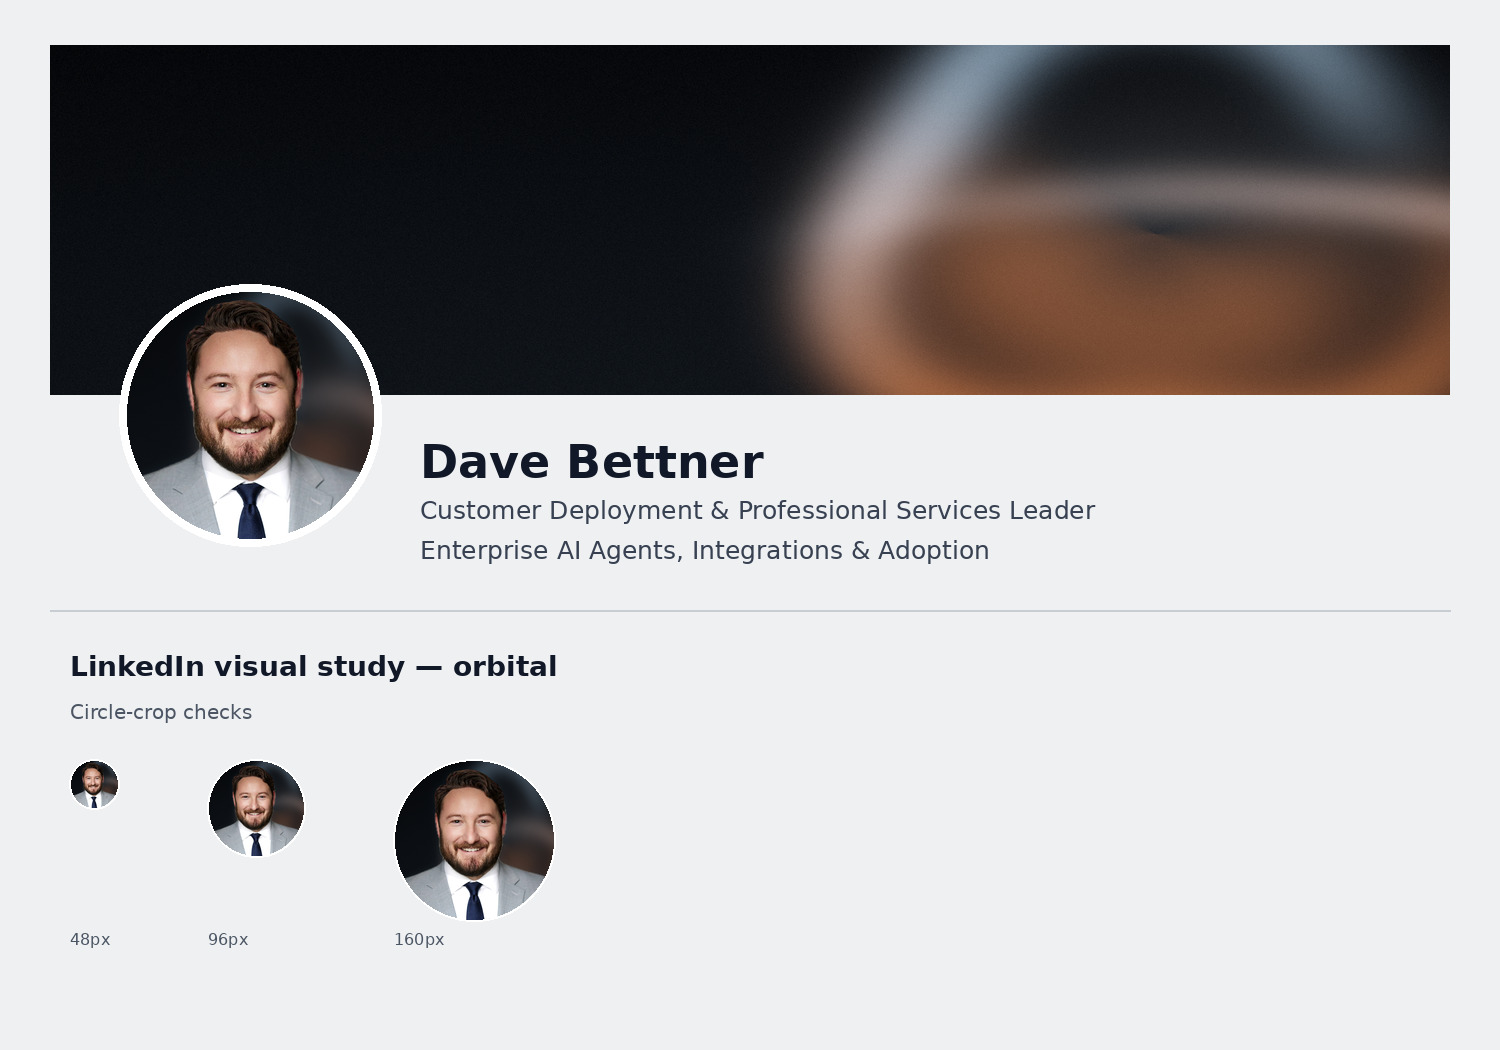 Dave Bettner
Customer Deployment & Professional Services Leader
Enterprise AI Agents, Integrations & Adoption
LinkedIn visual study — orbital
Circle-crop checks
48px
96px
160px